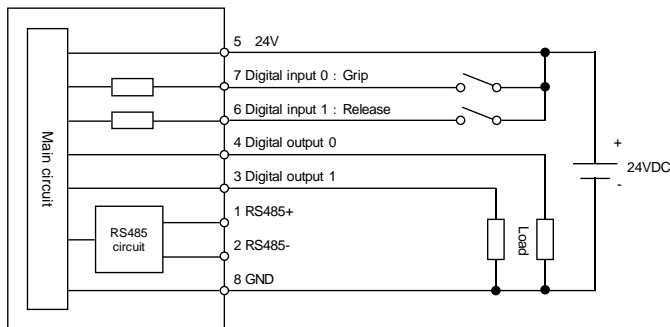 5 24V
7 Digital input 0 : Grip
6 Digital input 1 : Release
4 Digital output 0
3 Digital output 1
1 RS485+
2 RS485-
8 GND
Main circuit
RS485
circuit
Load
+
24VDC
-